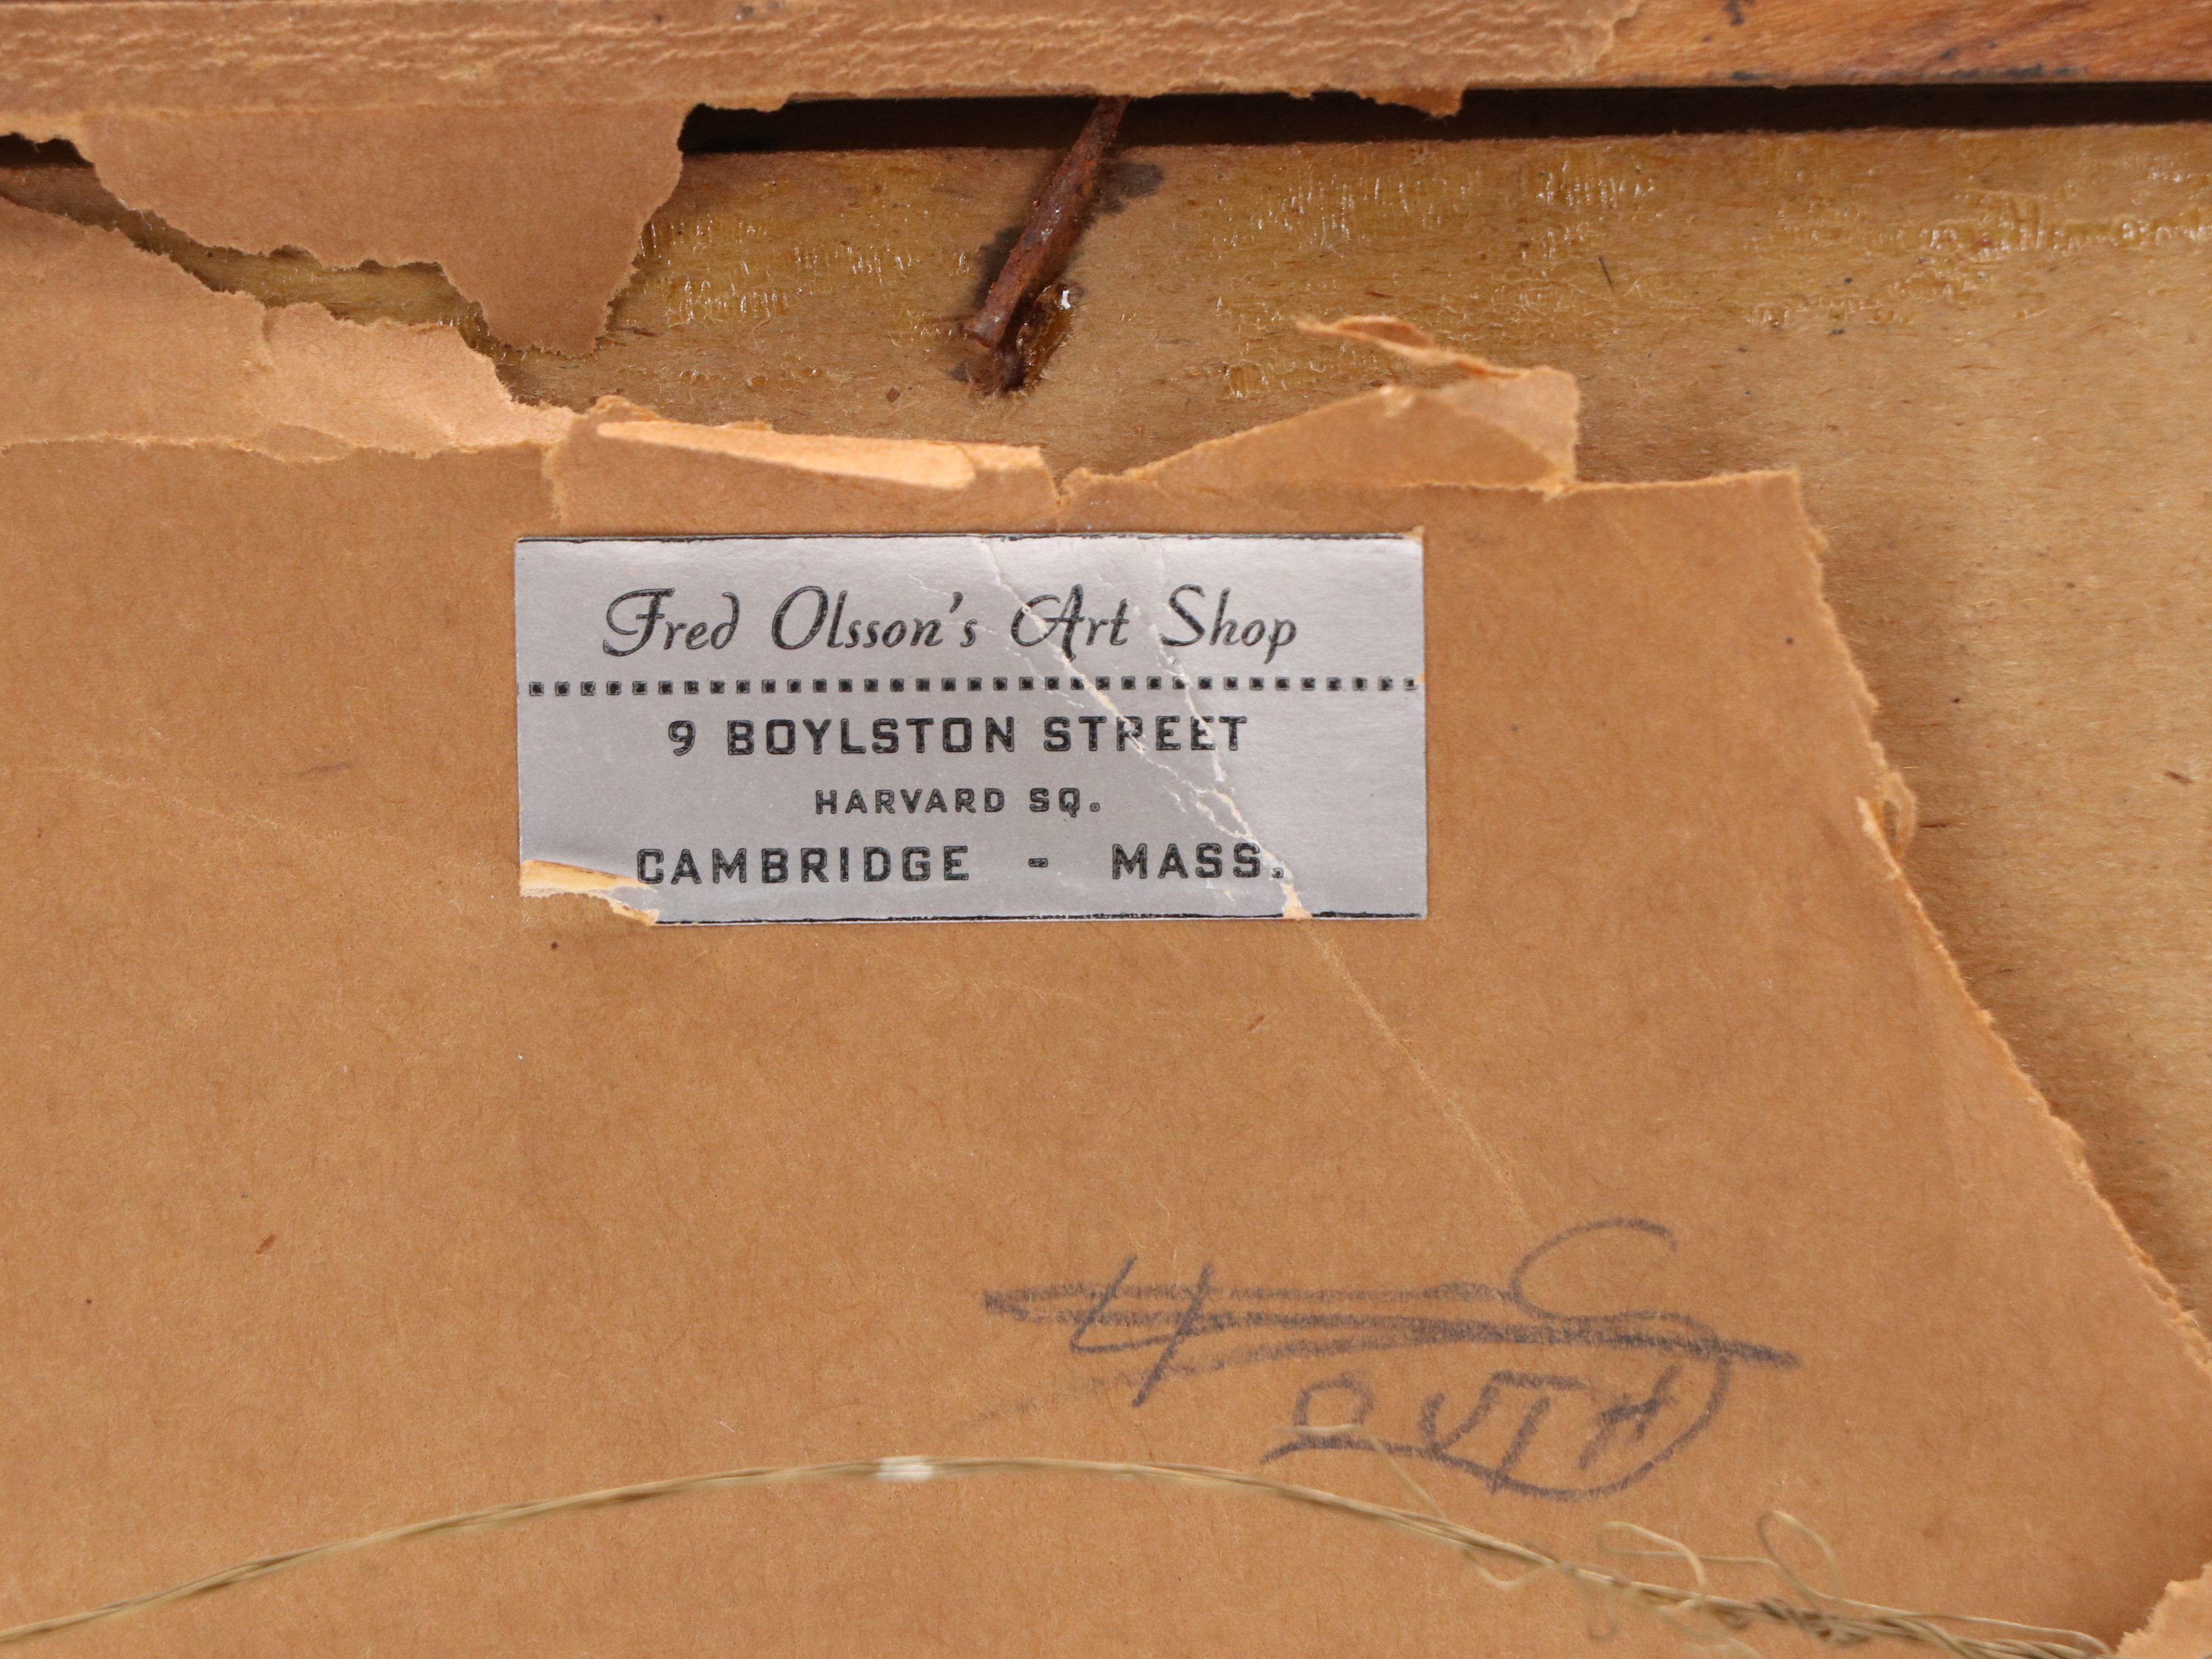 Fred Olsson's Art Shop
9 BOYLSTON STREET
HARVARD SQ.
CAMBRIDGE - MASS.